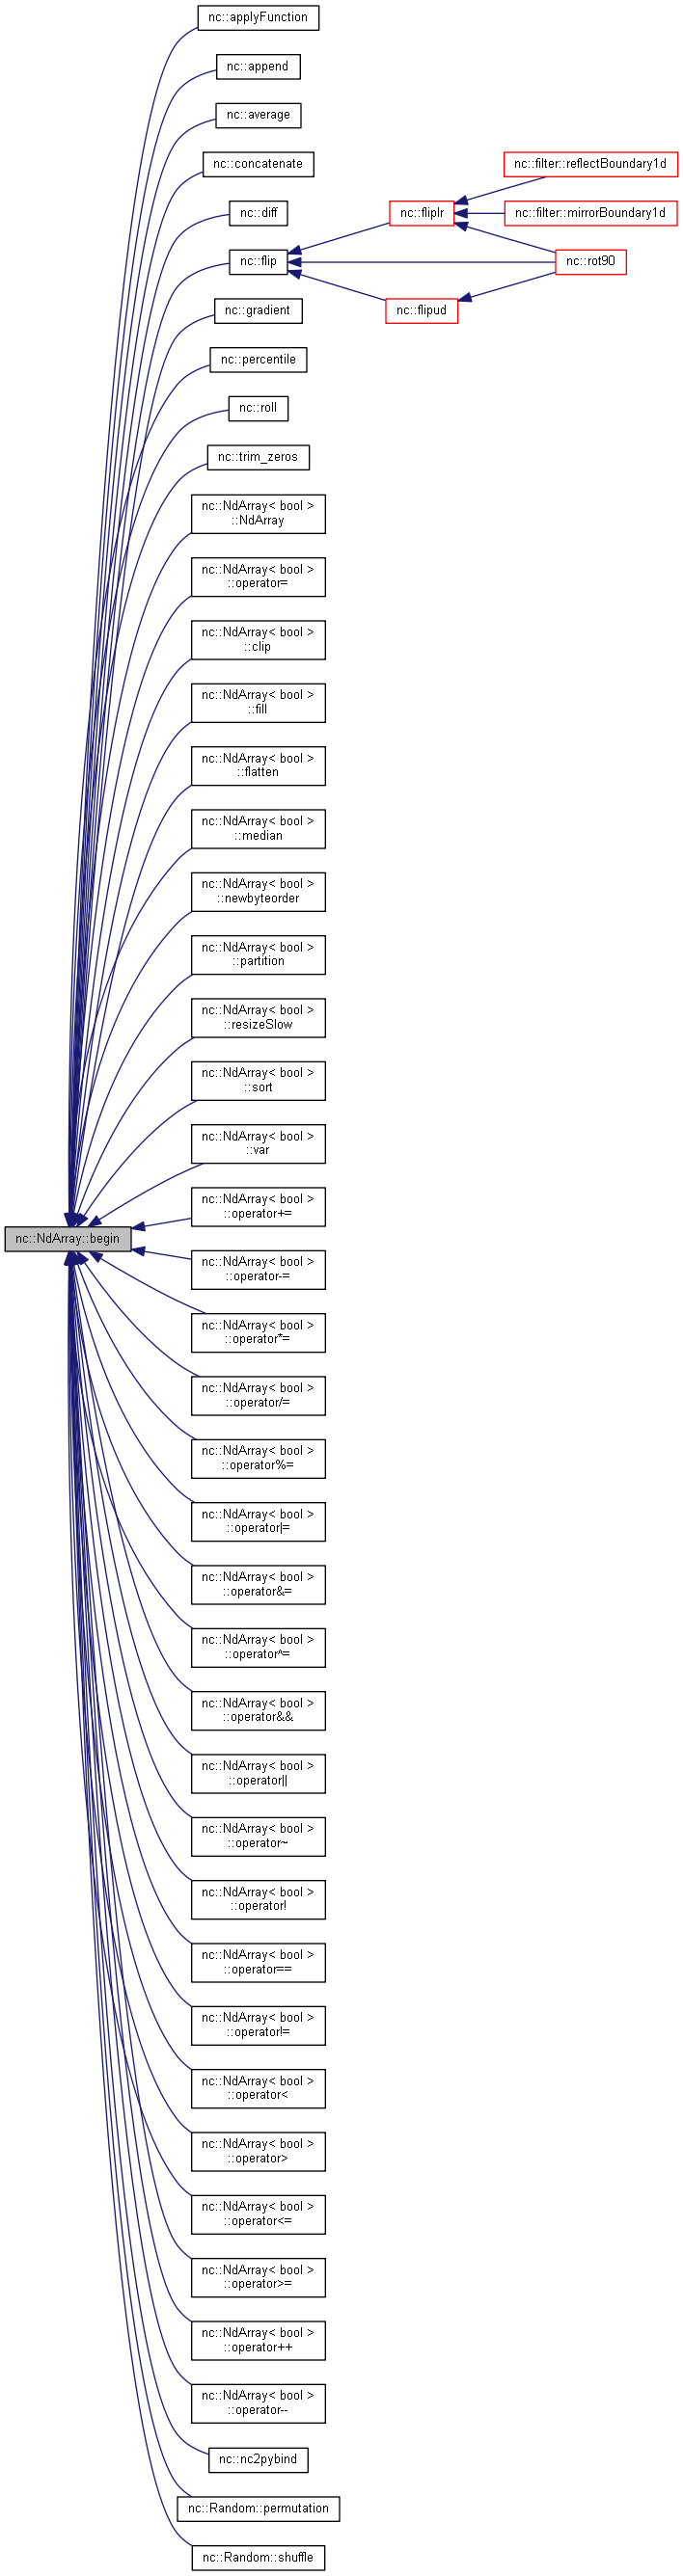 nc::applyFunction
nc::append
nc::average
nc::concatenate
nc::diff
nc::flip
nc::fliplr
nc::filter::reflectBoundary1d
nc::filter::mirrorBoundary1d
nc::rot90
nc::flipud
nc::gradient
nc::percentile
nc::roll
nc::trim_zeros
nc::NdArray< bool >
::NdArray
nc::NdArray< bool >
::operator=
nc::NdArray< bool >
::clip
nc::NdArray< bool >
::fill
nc::NdArray< bool >
::flatten
nc::NdArray< bool >
::median
nc::NdArray< bool >
::newbyteorder
nc::NdArray< bool >
::partition
nc::NdArray< bool >
::resizeSlow
nc::NdArray< bool >
::sort
nc::NdArray< bool >
::var
nc::NdArray< bool >
::operator+=
nc::NdArray::begin
nc::NdArray< bool >
::operator-=
nc::NdArray< bool >
::operator*=
nc::NdArray< bool >
::operator/=
nc::NdArray< bool >
::operator%=
nc::NdArray< bool >
::operator|=
nc::NdArray< bool >
::operator&=
nc::NdArray< bool >
::operator^=
nc::NdArray< bool >
::operator&&
nc::NdArray< bool >
::operator||
nc::NdArray< bool >
::operator~
nc::NdArray< bool >
::operator!
nc::NdArray< bool >
::operator==
nc::NdArray< bool >
::operator!=
nc::NdArray< bool >
::operator<
nc::NdArray< bool >
::operator>
nc::NdArray< bool >
::operator<=
nc::NdArray< bool >
::operator>=
nc::NdArray< bool >
::operator++
nc::NdArray< bool >
::operator--
nc::nc2pybind
nc::Random::permutation
nc::Random::shuffle